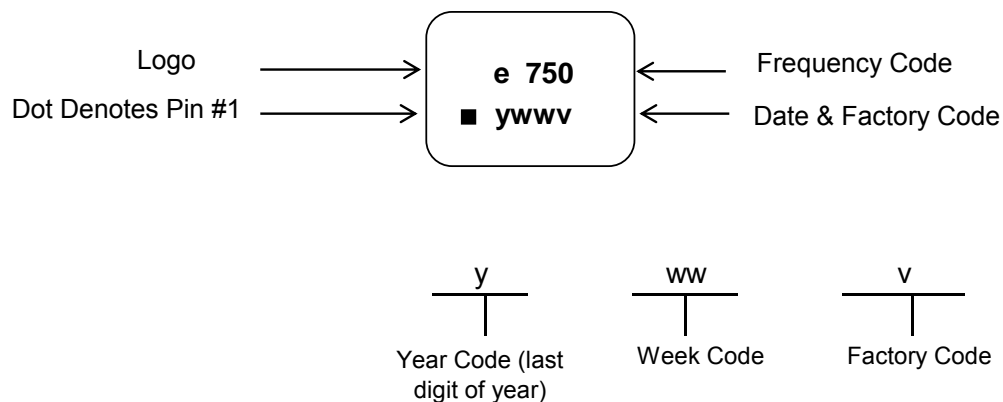 Logo
e 750
Frequency Code
Dot Denotes Pin #1
■ ywwv
Date & Factory Code
y
ww
v
Year Code (last
digit of year)
Week Code
Factory Code